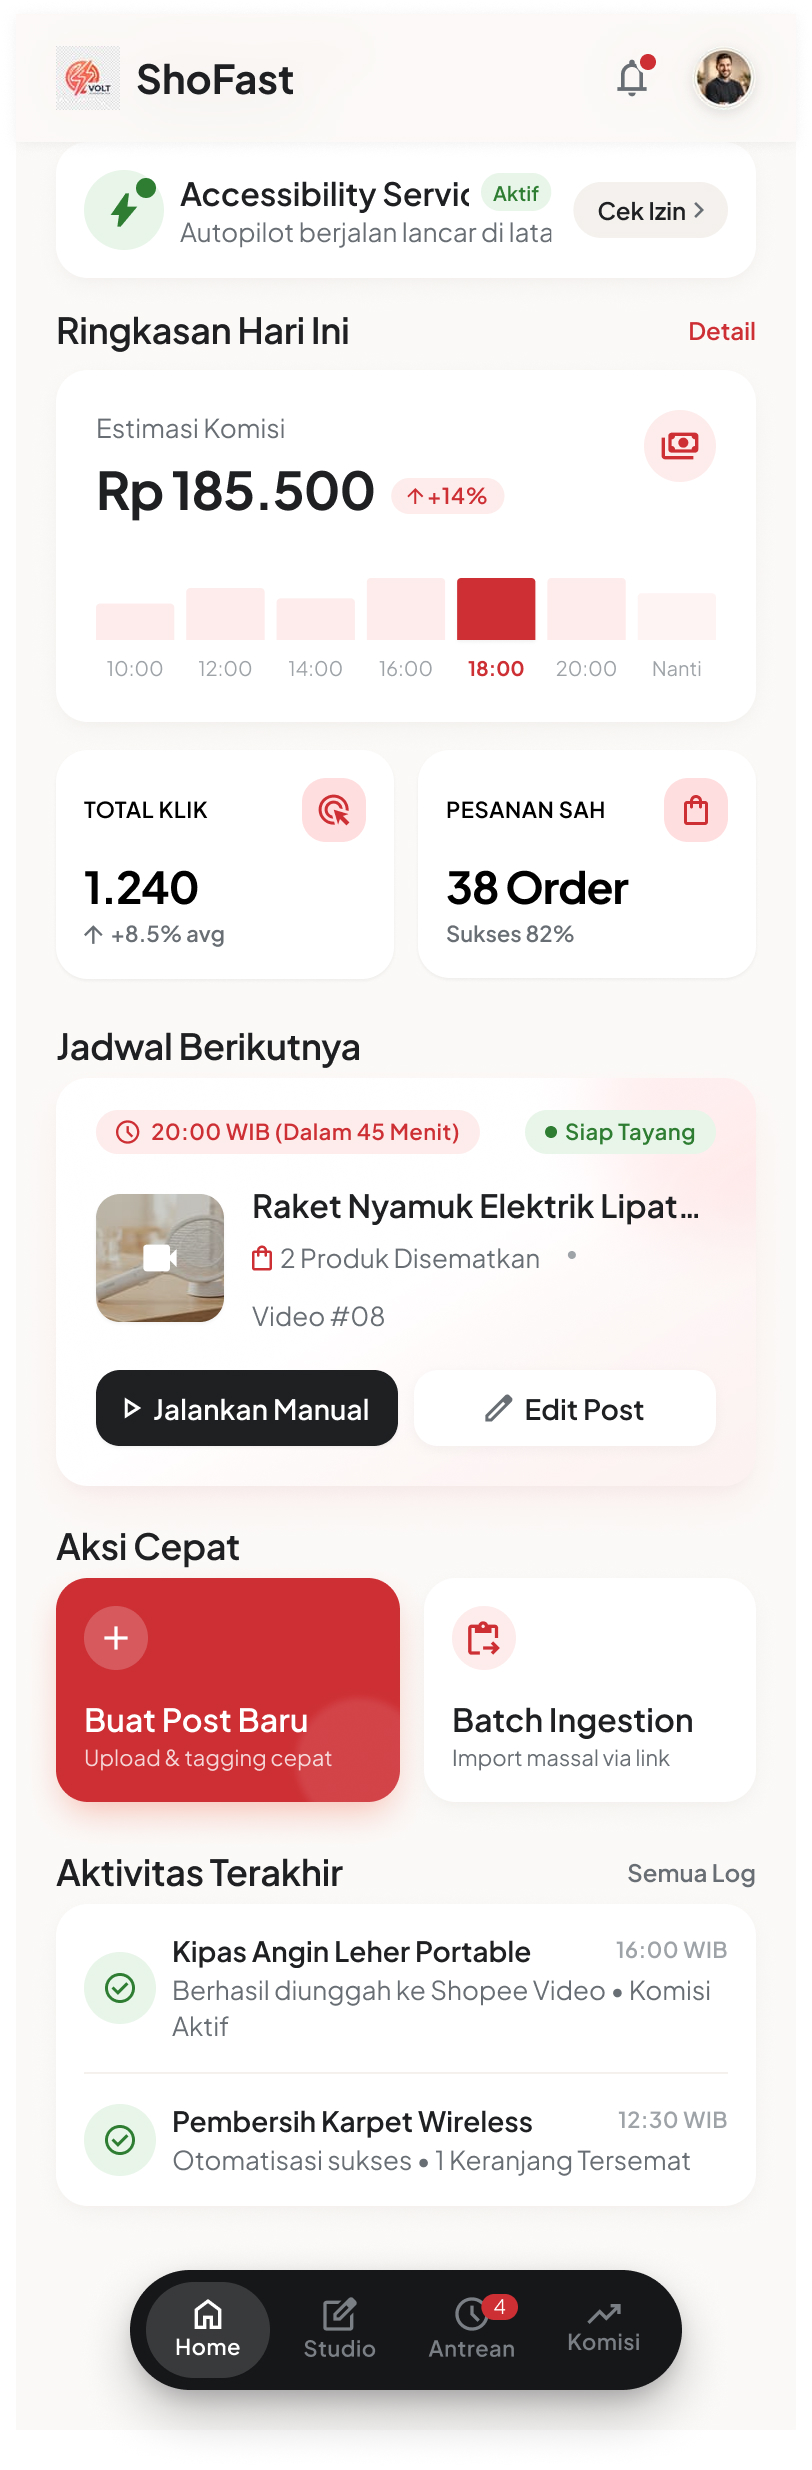 VOLT
ShoFast
Accessibility Servic
Aktif
Autopilot berjalan lancar di lata
Cek Izin
Ringkasan Hari Ini
Detail
Estimasi Komisi
Rp 185.500
+14%
10:00 12:00 14:00 16:00 18:00 20:00 Nanti
TOTAL KLIK
1.240
+8.5% avg
PESANAN SAH
38 Order
Sukses 82%
Jadwal Berikutnya
20:00 WIB (Dalam 45 Menit)
Siap Tayang
Raket Nyamuk Elektrik Lipat...
2 Produk Disematkan •
Video #08
Jalankan Manual
Edit Post
Aksi Cepat
Buat Post Baru
Upload & tagging cepat
Batch Ingestion
Import massal via link
Aktivitas Terakhir
Semua Log
Kipas Angin Leher Portable
16:00 WIB
Berhasil diunggah ke Shopee Video • Komisi
Aktif
Pembersih Karpet Wireless
12:30 WIB
Otomatisasi sukses • 1 Keranjang Tersemat
Home
Studio
4
Antrean
Komisi